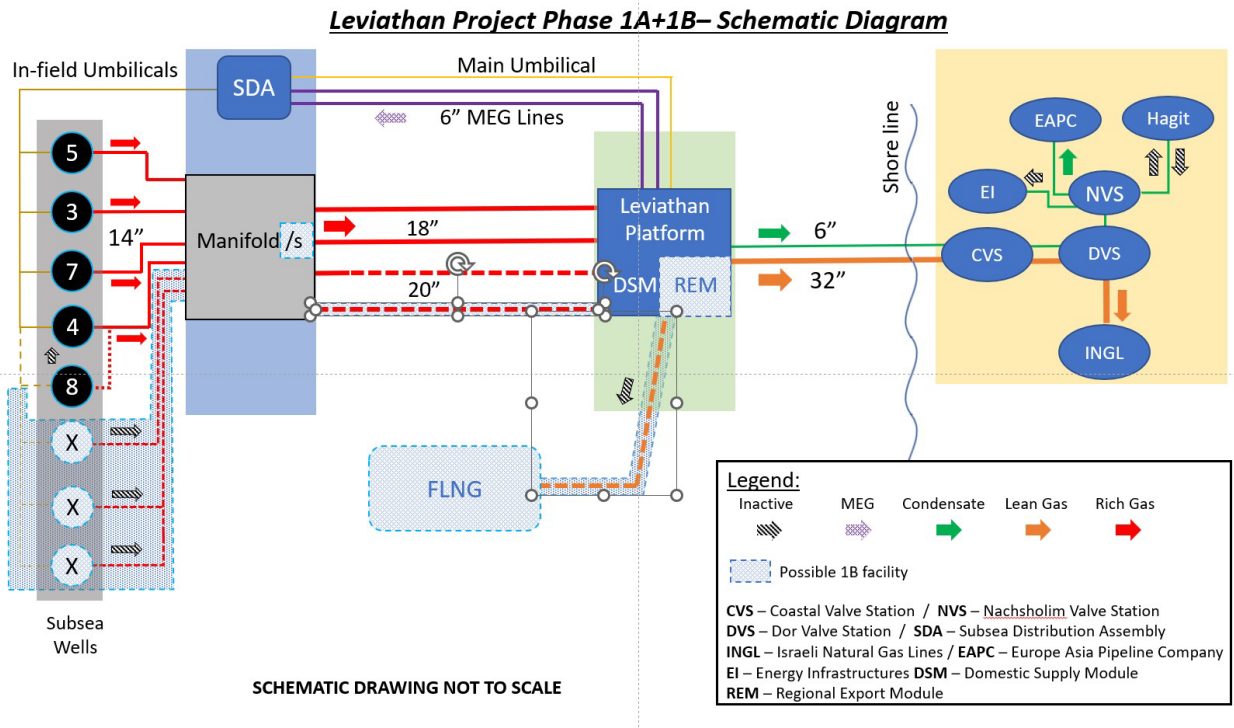 Leviathan Project Phase 1A+1B– Schematic Diagram
In-field Umbilicals
SDA
Main Umbilical
6” MEG Lines
5
3
14”
7
4
8
X
X
X
Subsea
Wells
Manifold/s
18”
20”
Leviathan
Platform
DSM
REM
FLNG
6”
32”
Shore line
EAPC
Hagit
EI
NVS
CVS
DVS
INGL
SCHEMATIC DRAWING NOT TO SCALE
Legend:
Inactive MEG Condensate Lean Gas Rich Gas
Possible 1B facility
CVS – Coastal Valve Station / NVS – Nachsholim Valve Station
DVS – Dor Valve Station / SDA – Subsea Distribution Assembly
INGL – Israeli Natural Gas Lines / EAPC – Europe Asia Pipeline Company
EI – Energy Infrastructures DSM – Domestic Supply Module
REM – Regional Export Module